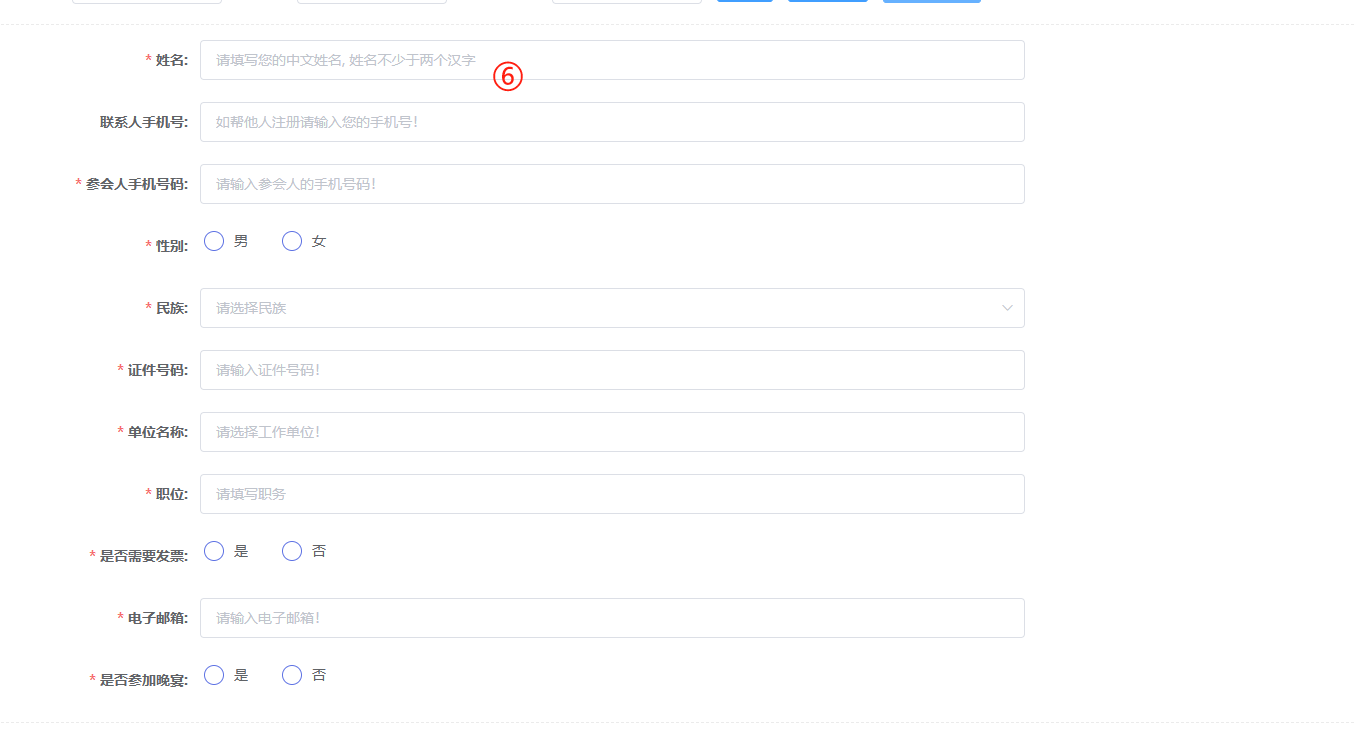 * 姓名: 请填写您的中文姓名, 姓名不少于两个汉字
⑥
联系人手机号: 如帮他人注册请输入您的手机号!
* 参会人手机号码: 请输入参会人的手机号码!
* 性别: 男 女
* 民族: 请选择民族
* 证件号码: 请输入证件号码!
* 单位名称: 请选择工作单位!
* 职位: 请填写职务
* 是否需要发票: 是 否
* 电子邮箱: 请输入电子邮箱!
* 是否参加晚宴: 是 否